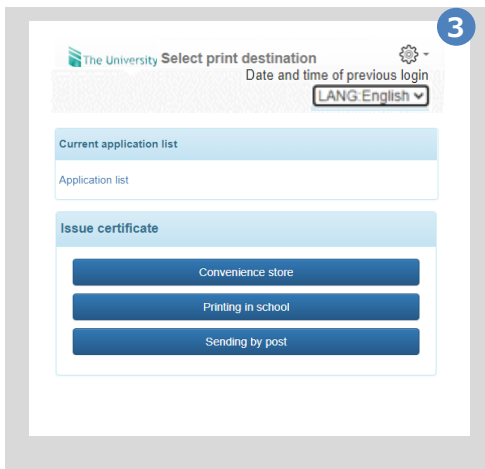 3
The University Select print destination
Date and time of previous login
LANG:English
Current application list
Application list
Issue certificate
Convenience store
Printing in school
Sending by post